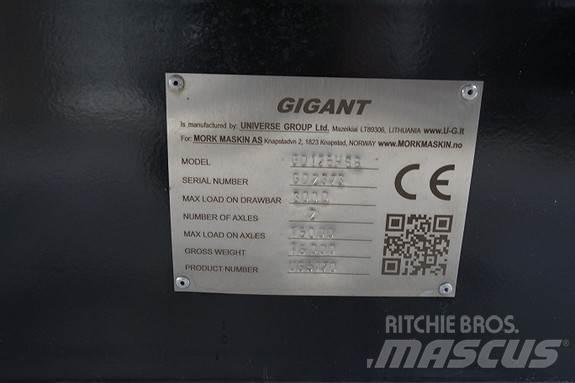 GIGANT
Is manufactured by: UNIVERSE GROUP Ltd. Mazeikiai LT89306, LITHUANIA www.U-G.lt
For: MORK MASKIN AS Knapstadvn 2, 1823 Knapstad, NORWAY www.MORKMASKIN.no
MODEL
SERIAL NUMBER
MAX LOAD ON DRAWBAR
NUMBER OF AXLES 2
MAX LOAD ON AXLES
GROSS WEIGHT
PRODUCT NUMBER
CE
RITCHIE BROS.
MASCUS